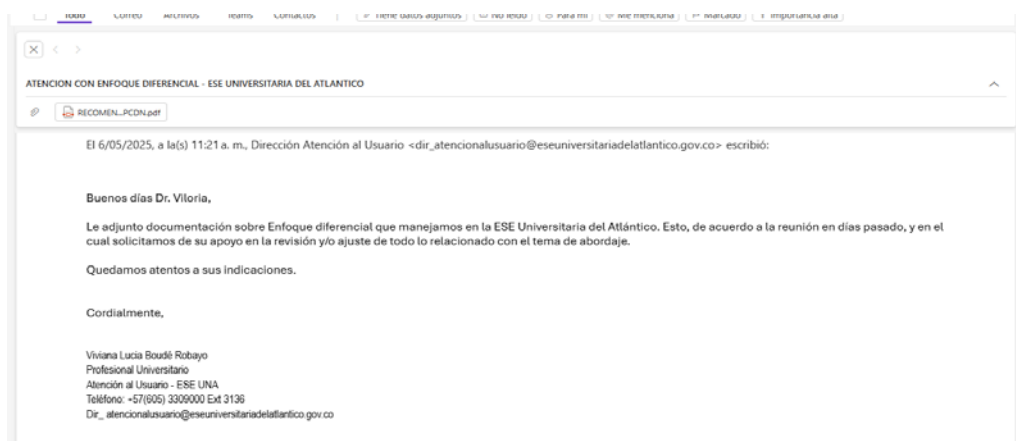 Todo Correo Archivos Teams Contactos Tiene datos adjuntos No leído Para mí Me menciona Marcado Importancia alta
ATENCION CON ENFOQUE DIFERENCIAL - ESE UNIVERSITARIA DEL ATLANTICO
RECOMEN...PCDN.pdf
El 6/05/2025, a la(s) 11:21 a. m., Dirección Atención al Usuario <dir_atencionalusuario@eseuniversitariadelatlantico.gov.co> escribió:
Buenos días Dr. Viloria,
Le adjunto documentación sobre Enfoque diferencial que manejamos en la ESE Universitaria del Atlántico. Esto, de acuerdo a la reunión en días pasado, y en el
cual solicitamos de su apoyo en la revisión y/o ajuste de todo lo relacionado con el tema de abordaje.
Quedamos atentos a sus indicaciones.
Cordialmente,
Viviana Lucia Boudé Robayo
Profesional Universitario
Atención al Usuario - ESE UNA
Teléfono: +57(605) 3309000 Ext 3136
Dir_ atencionalusuario@eseuniversitariadelatlantico.gov.co